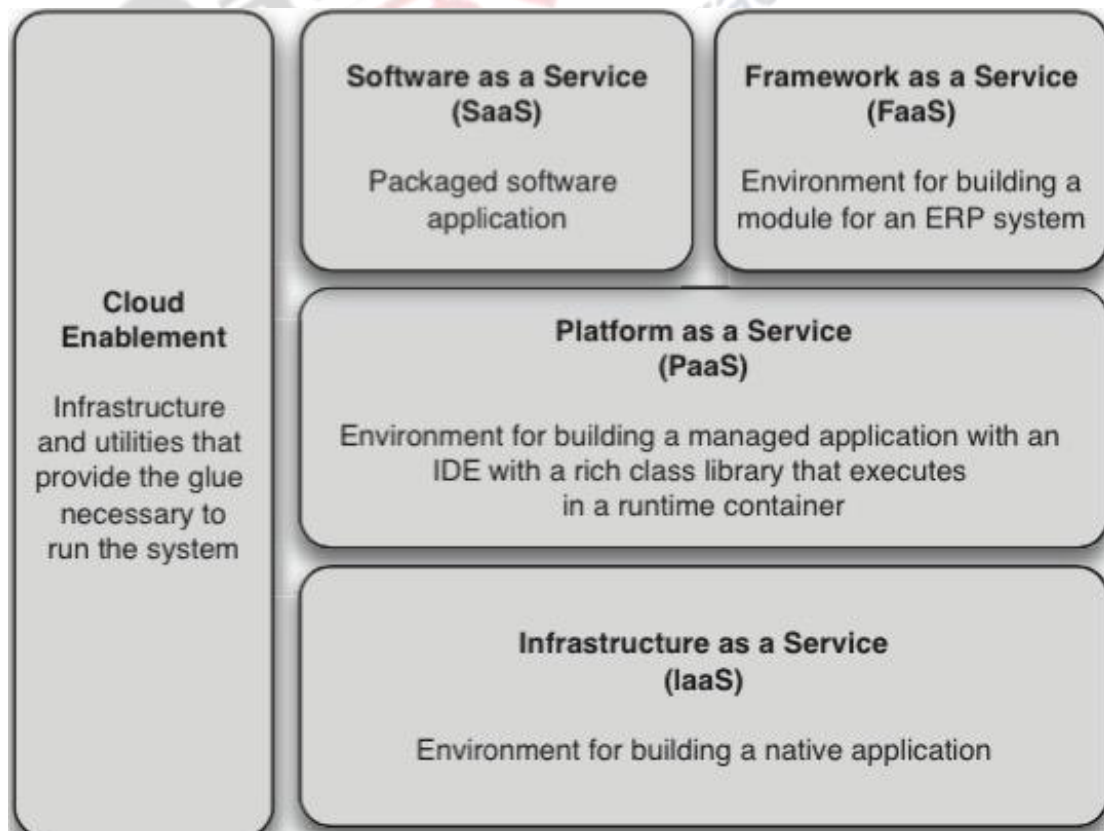 Cloud
Enablement
Infrastructure
and utilities that
provide the glue
necessary to
run the system
Software as a Service
(SaaS)
Packaged software
application
Framework as a Service
(FaaS)
Environment for building a
module for an ERP system
Platform as a Service
(PaaS)
Environment for building a managed application with an
IDE with a rich class library that executes
in a runtime container
Infrastructure as a Service
(IaaS)
Environment for building a native application